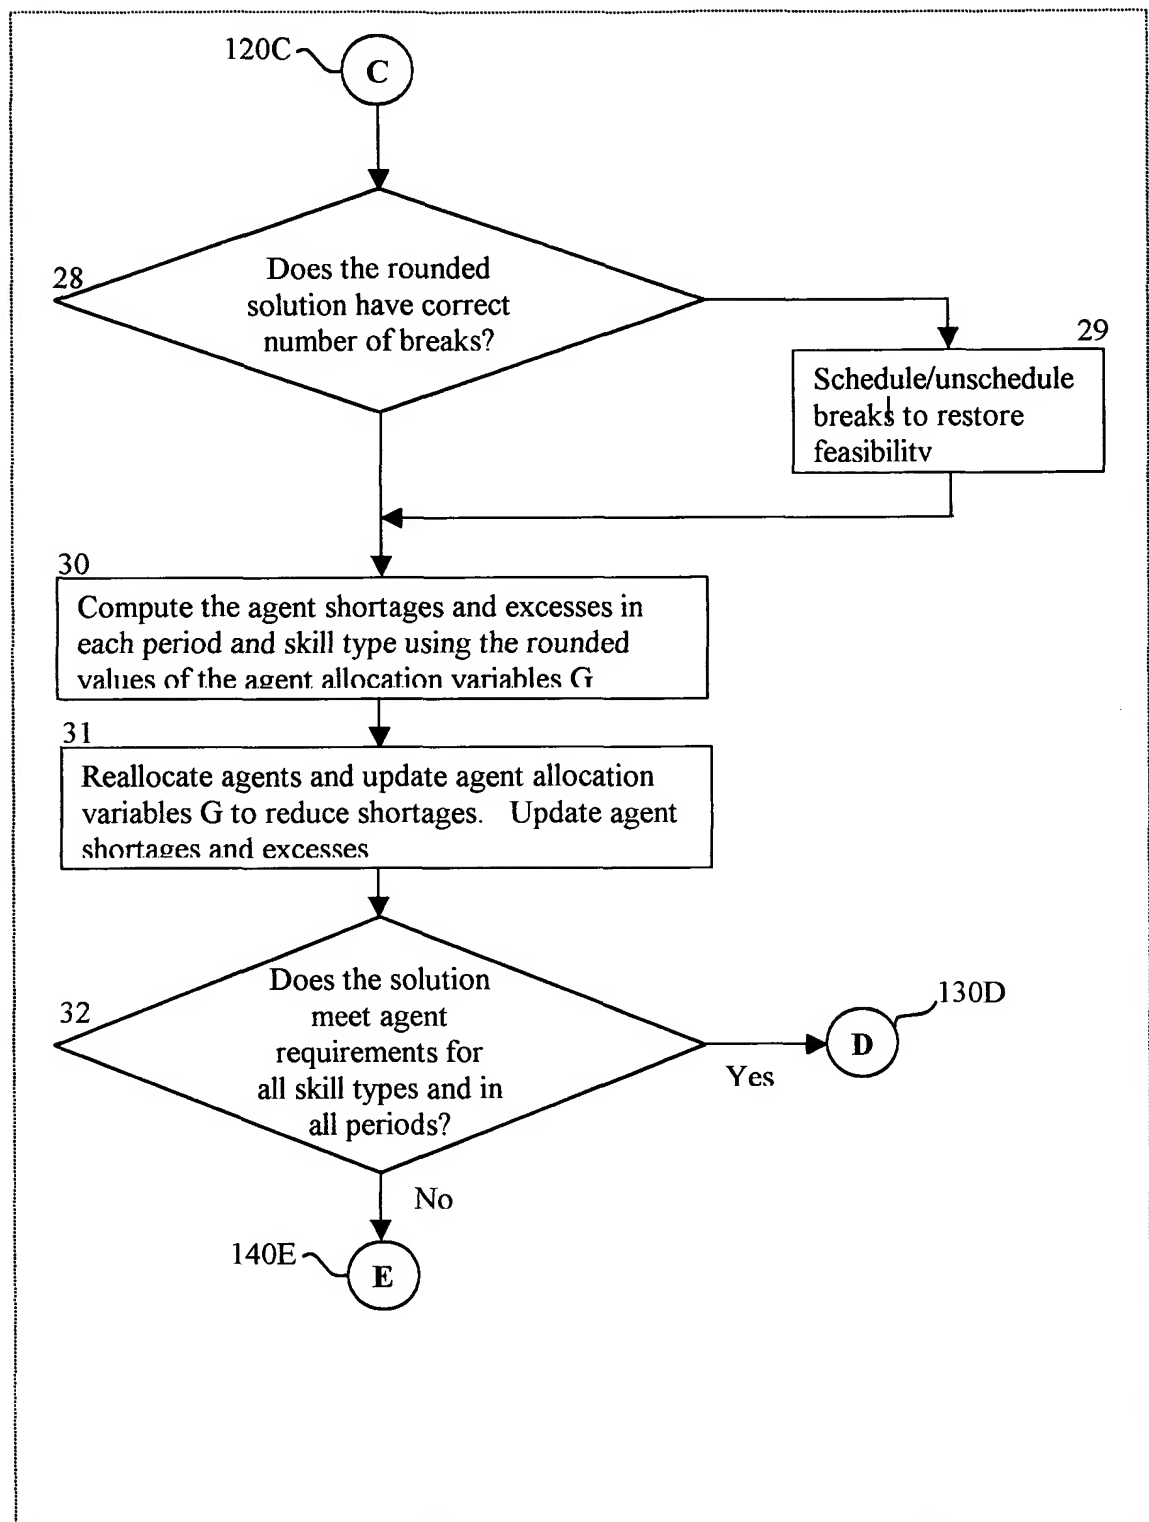 120C
C
28
Does the rounded
solution have correct
number of breaks?
29
Schedule/unschedule
breaks to restore
feasibility
30
Compute the agent shortages and excesses in
each period and skill type using the rounded
values of the agent allocation variables G
31
Reallocate agents and update agent allocation
variables G to reduce shortages. Update agent
shortages and excesses
32
Does the solution
meet agent
requirements for
all skill types and in
all periods?
Yes
130D
D
No
140E
E